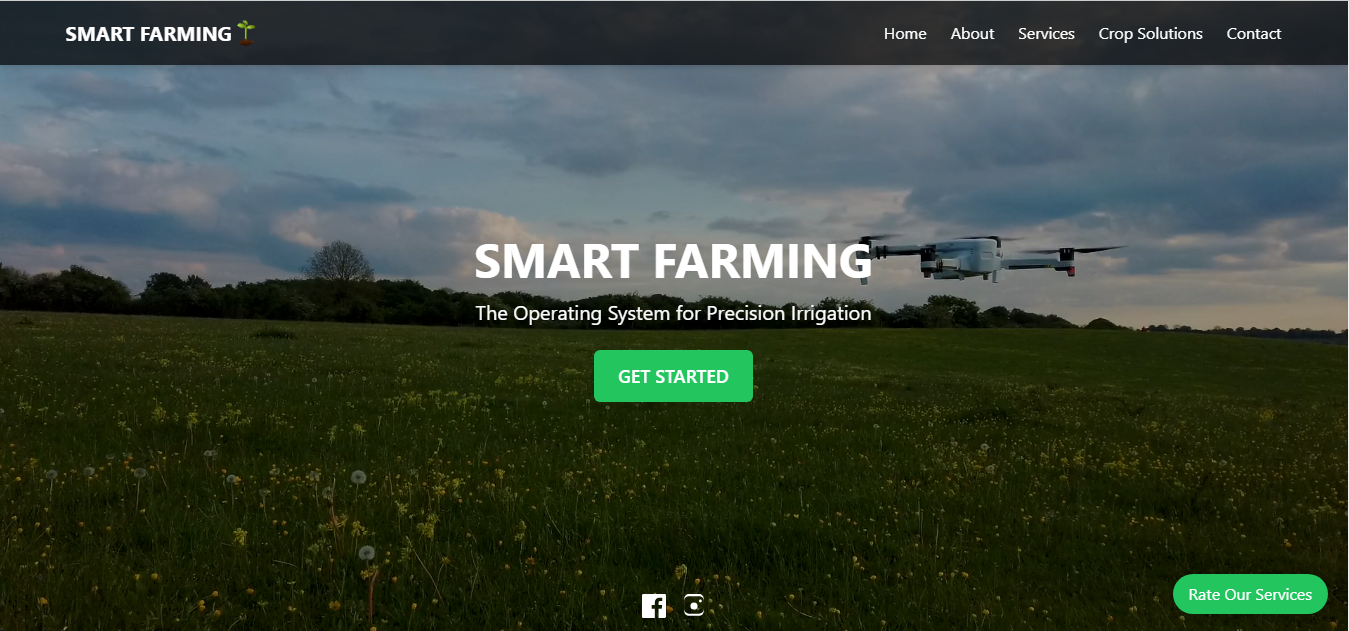 SMART FARMING🌱
Home About Services Crop Solutions Contact
SMART FARMING
The Operating System for Precision Irrigation
GET STARTED
Rate Our Services